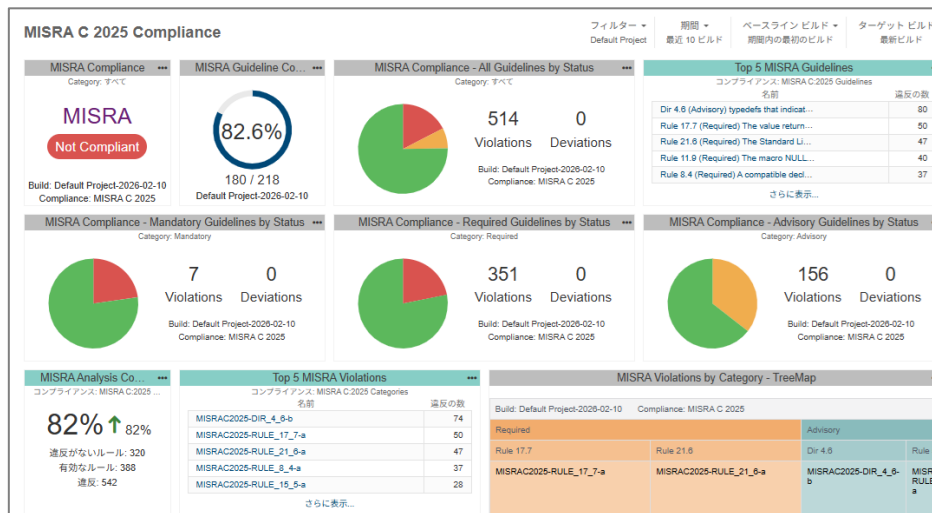 MISRA C 2025 Compliance
フィルター
Default Project
期間
最近 10 ビルド
ベースライン ビルド
期間内の最初のビルド
ターゲット ビルド
最新ビルド
MISRA Compliance •••
Category: すべて
MISRA
Not Compliant
Build: Default Project-2026-02-10
Compliance: MISRA C 2025
MISRA Guideline Co... •••
82.6%
180 / 218
Default Project-2026-02-10
MISRA Compliance - All Guidelines by Status •••
Category: すべて
514 0
Violations Deviations
Build: Default Project-2026-02-10
Compliance: MISRA C 2025
Top 5 MISRA Guidelines
コンプライアンス: MISRA C:2025 Guidelines
名前 違反の数
Dir 4.6 (Advisory) typedefs that indicat... 80
Rule 17.7 (Required) The value return... 50
Rule 21.6 (Required) The Standard Li... 47
Rule 11.9 (Required) The macro NULL... 40
Rule 8.4 (Required) A compatible decl... 37
さらに表示...
MISRA Compliance - Mandatory Guidelines by Status •••
Category: Mandatory
7 0
Violations Deviations
Build: Default Project-2026-02-10
Compliance: MISRA C 2025
MISRA Compliance - Required Guidelines by Status •••
Category: Required
351 0
Violations Deviations
Build: Default Project-2026-02-10
Compliance: MISRA C 2025
MISRA Compliance - Advisory Guidelines by Status
Category: Advisory
156 0
Violations Deviations
Build: Default Project-2026-02-10
Compliance: MISRA C 2025
MISRA Analysis Co... •••
コンプライアンス: MISRA C:2025 ...
82% 82%
違反がないルール: 320
有効なルール: 388
違反: 542
Top 5 MISRA Violations •••
コンプライアンス: MISRA C:2025 Categories
名前 違反の数
MISRAC2025-DIR_4_6-b 74
MISRAC2025-RULE_17_7-a 50
MISRAC2025-RULE_21_6-a 47
MISRAC2025-RULE_8_4-a 37
MISRAC2025-RULE_15_5-a 28
さらに表示...
MISRA Violations by Category - TreeMap
Build: Default Project-2026-02-10 Compliance: MISRA C 2025
Required Advisory
Rule 17.7 Rule 21.6 Dir 4.6 Rule
MISRAC2025-RULE_17_7-a MISRAC2025-RULE_21_6-a MISRAC2025-DIR_4_6-b